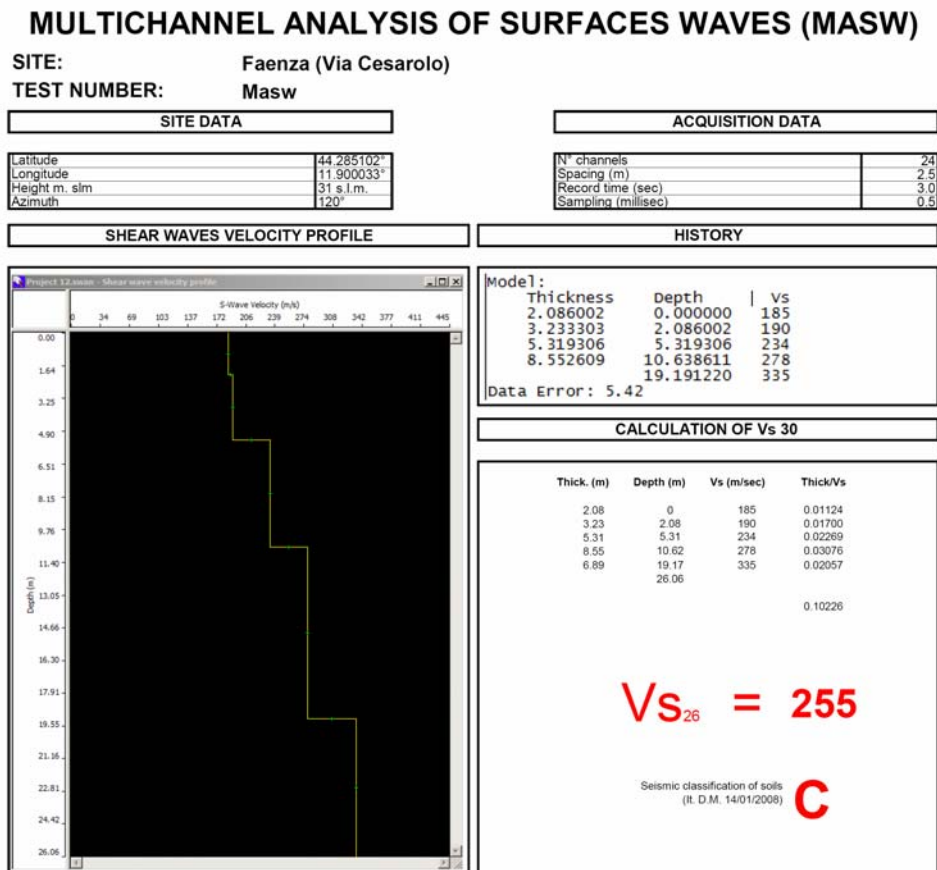 MULTICHANNEL ANALYSIS OF SURFACES WAVES (MASW)
SITE: Faenza (Via Cesarolo)
TEST NUMBER: Masw
SITE DATA
Latitude 44.285102°
Longitude 11.900033°
Height m. slm 31 s.l.m.
Azimuth 120°
ACQUISITION DATA
N° channels 24
Spacing (m) 2.5
Record time (sec) 3.0
Sampling (millisec) 0.5
SHEAR WAVES VELOCITY PROFILE
Project 12.swan - Shear wave velocity profile
S-Wave Velocity (m/s)
0 34 69 103 137 172 206 239 274 308 342 377 411 445
0.00
1.64
3.25
4.90
6.51
8.15
9.76
11.40
13.05
14.66
16.30
17.91
19.55
21.16
22.81
24.42
26.06
Depth (m)
HISTORY
Model:
Thickness Depth | Vs
2.086002 0.000000 185
3.233303 2.086002 190
5.319306 5.319306 234
8.552609 10.638611 278
19.191220 335
Data Error: 5.42
CALCULATION OF Vs 30
Thick. (m) Depth (m) Vs (m/sec) Thick/Vs
2.08 0 185 0.01124
3.23 2.08 190 0.01700
5.31 5.31 234 0.02269
8.55 10.62 278 0.03076
6.89 19.17 335 0.02057
26.06
0.10226
Vs26 = 255
Seismic classification of soils
(It. D.M. 14/01/2008) C